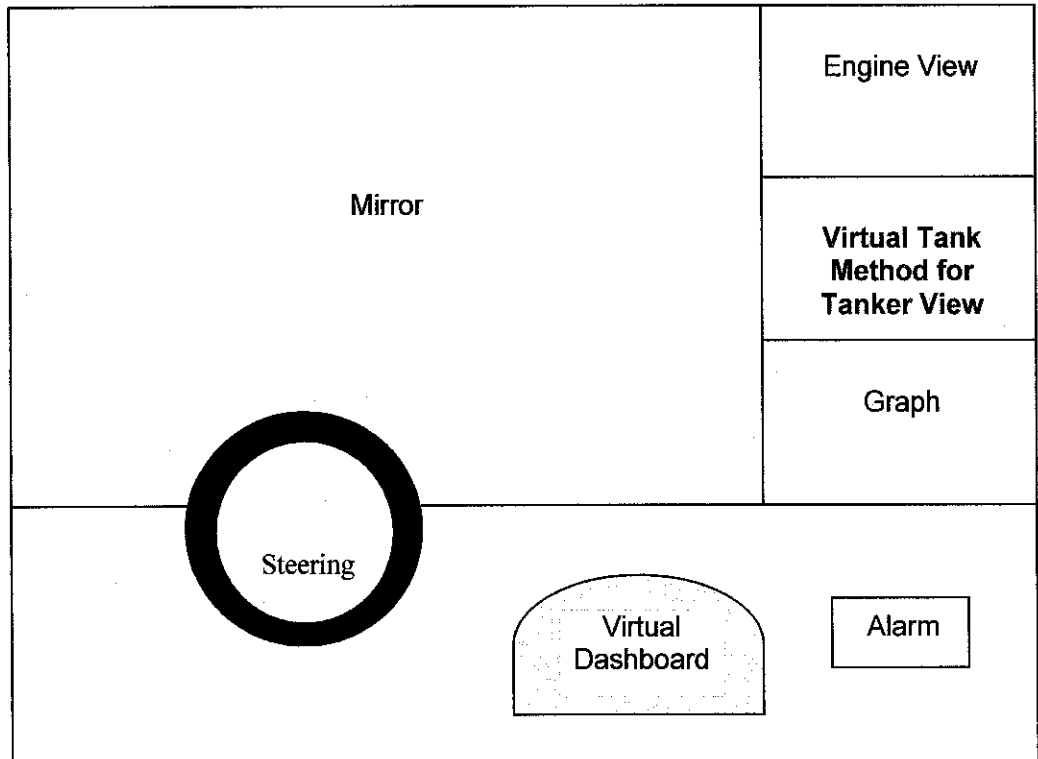 Engine View
Mirror
Virtual Tank
Method for
Tanker View
Graph
Steering
Virtual
Dashboard
Alarm